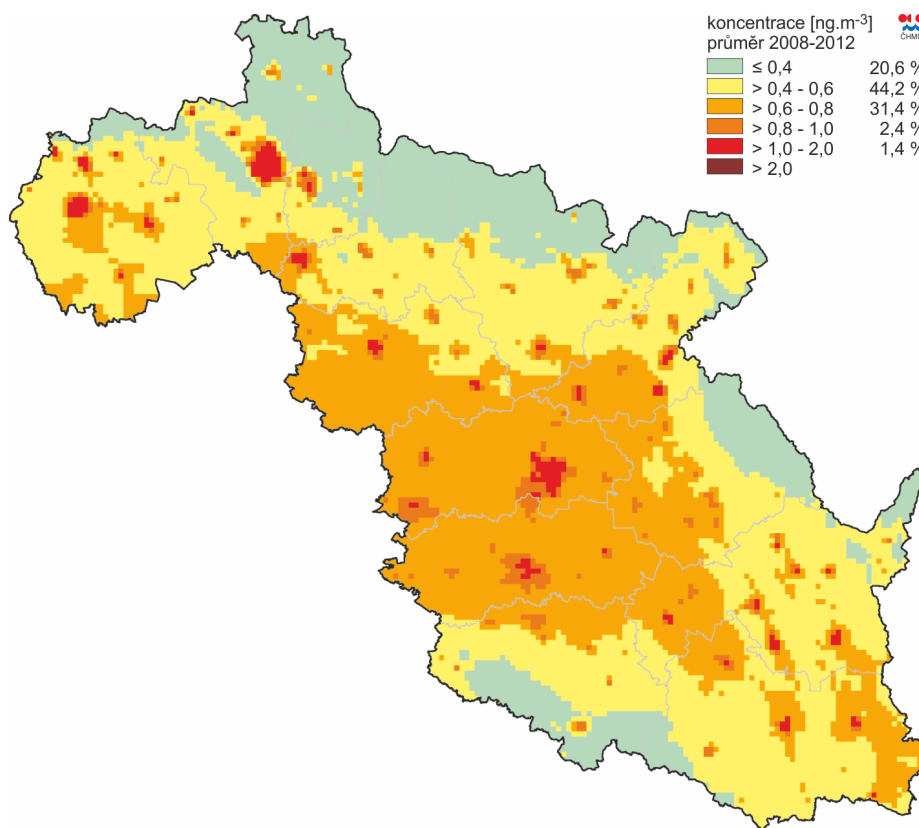 koncentrace [ng.m-3]
průměr 2008-2012
ČHMÚ
≤ 0,4 20,6 %
> 0,4 - 0,6 44,2 %
> 0,6 - 0,8 31,4 %
> 0,8 - 1,0 2,4 %
> 1,0 - 2,0 1,4 %
> 2,0